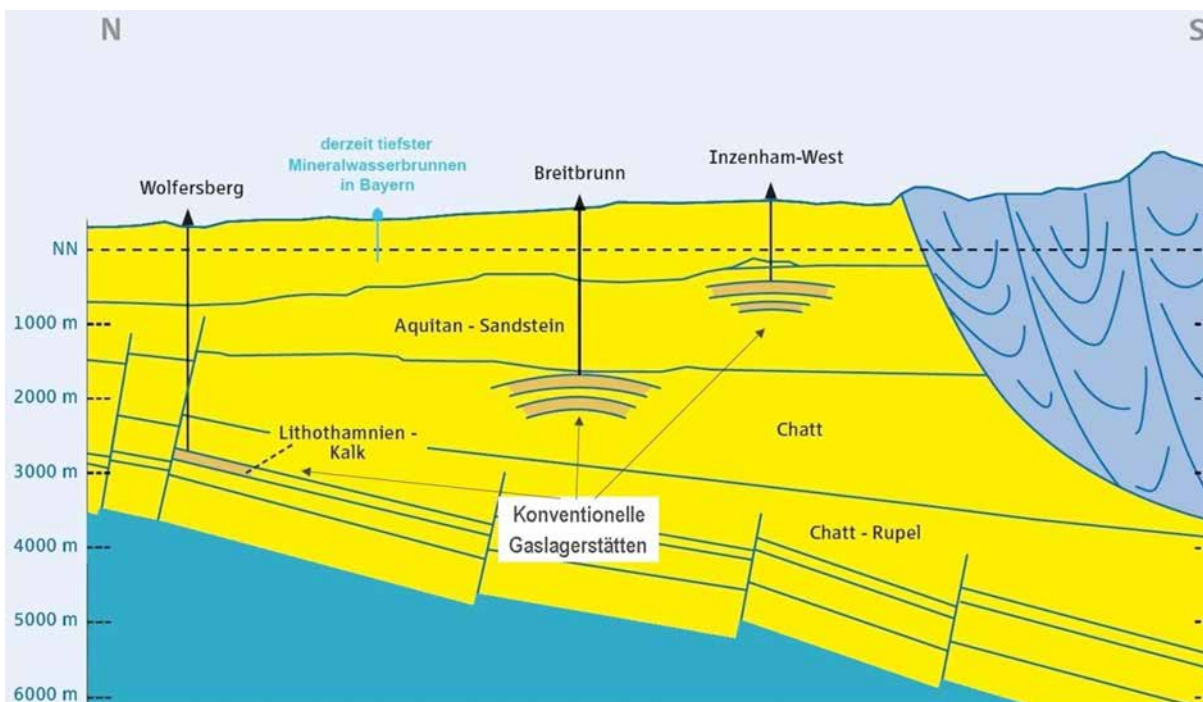 N
S
derzeit tiefster
Mineralwasserbrunnen
in Bayern
Wolfersberg
Breitbrunn
Inzenham-West
NN
1000 m
Aquitan - Sandstein
2000 m
Lithothamnien -
Kalk
Chatt
3000 m
Konventionelle
Gaslagerstätten
Chatt - Rupel
4000 m
5000 m
6000 m